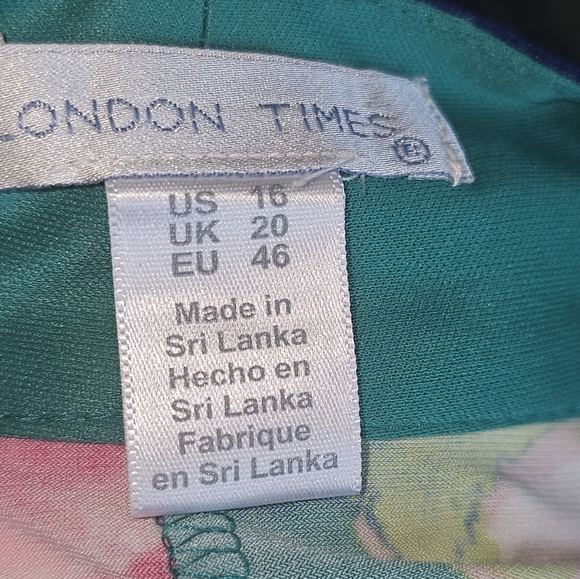 LONDON TIMES®
US 16
UK 20
EU 46
Made in
Sri Lanka
Hecho en
Sri Lanka
Fabrique
en Sri Lanka